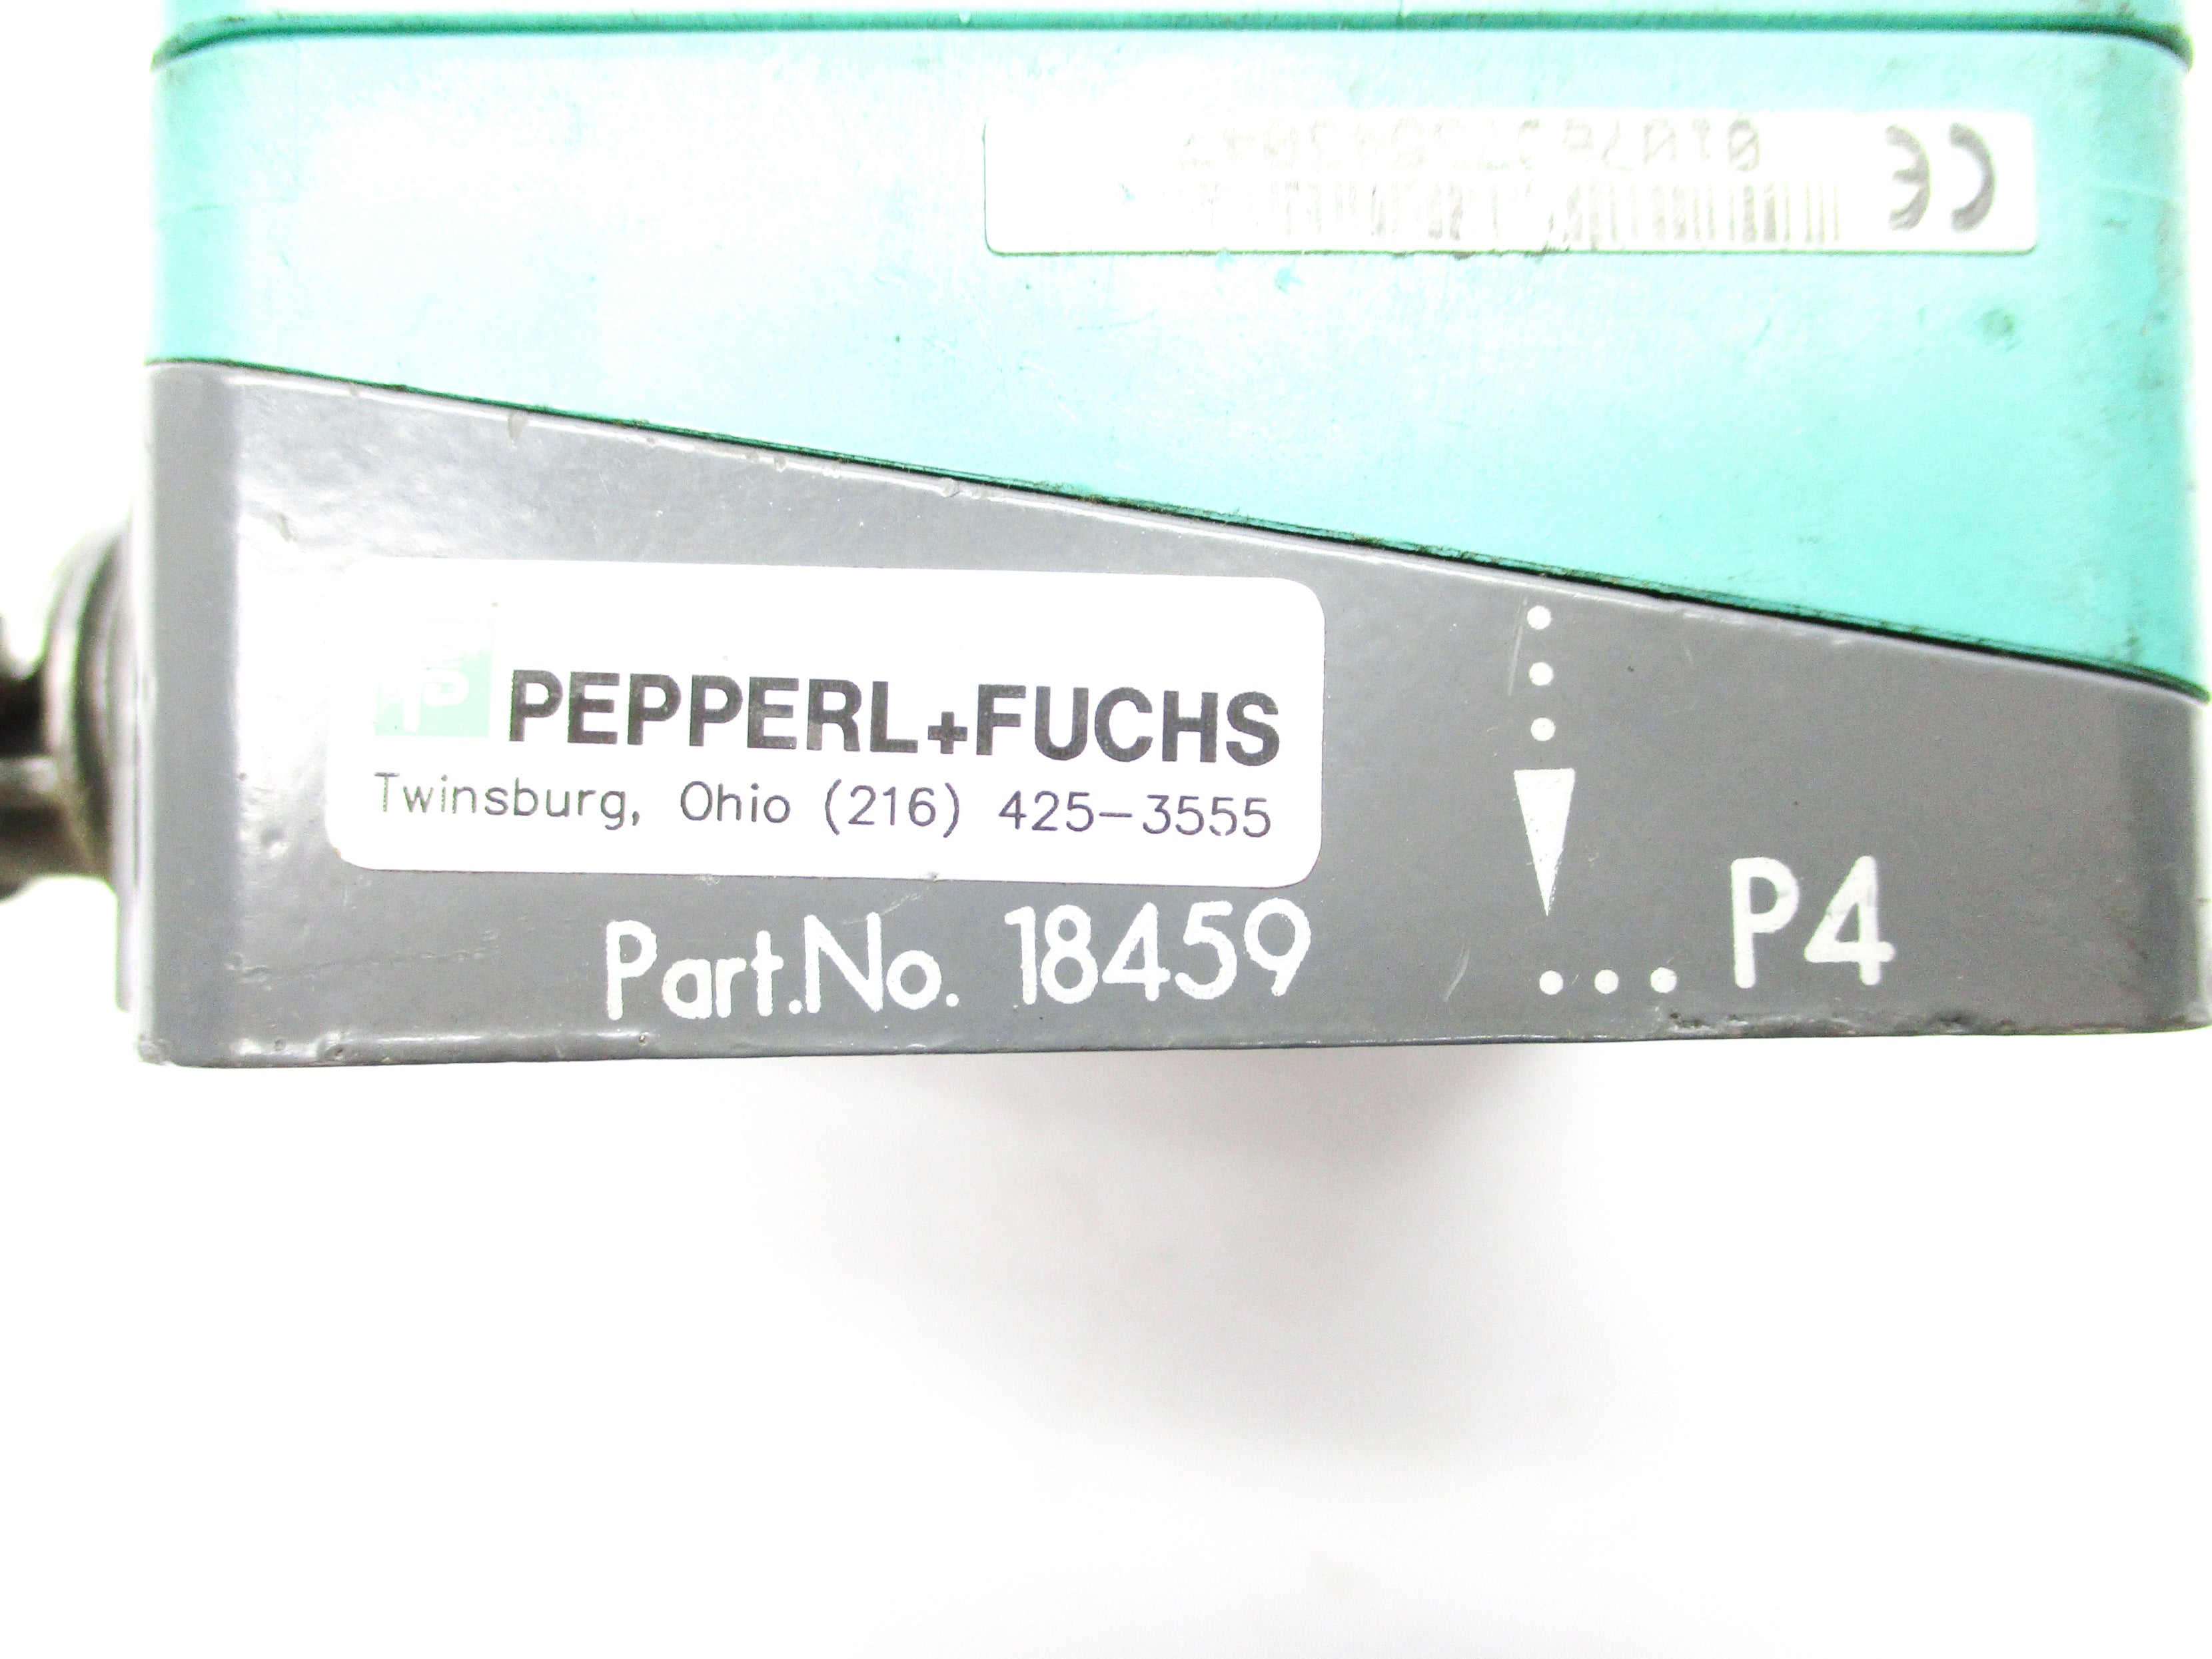 PEPPERL+FUCHS
Twinsburg, Ohio (216) 425-3555
Part.No. 18459
... P4